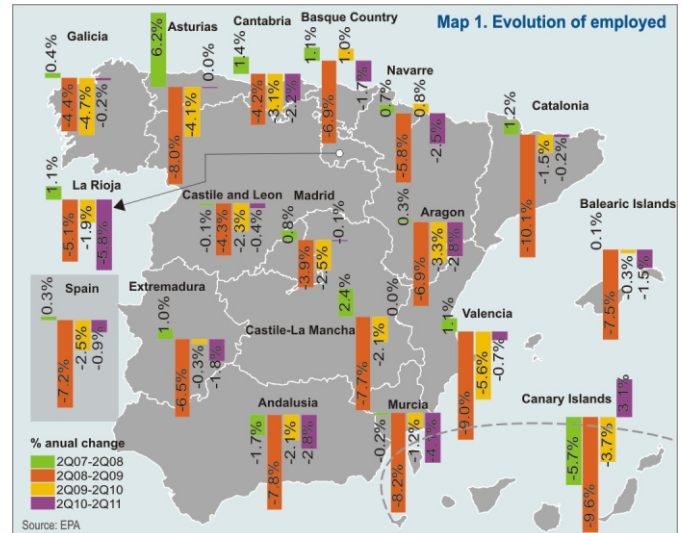 Map 1. Evolution of employed
Galicia
0.4%
-4.4%
-4.7%
-0.2%
Asturias
6.2%
-8.0%
-4.1%
0.0%
Cantabria
1.4%
-4.2%
-3.1%
-2.2%
Basque Country
1.1%
-6.9%
1.0%
-1.7%
Navarre
0.7%
-5.8%
0.8%
-2.5%
Catalonia
1.2%
-10.1%
-1.5%
-0.2%
La Rioja
1.1%
-5.1%
-1.9%
-5.8%
Castile and Leon
-0.1%
-4.3%
-2.3%
-0.4%
Madrid
0.8%
-3.9%
-2.5%
-0.1%
Aragon
0.3%
-6.9%
-3.3%
-2.8%
Balearic Islands
0.1%
-7.5%
-0.3%
-1.5%
Spain
0.3%
-7.2%
-2.5%
-0.9%
Extremadura
1.0%
-6.5%
-0.3%
-1.8%
Castile-La Mancha
2.4%
-7.7%
-2.1%
0.0%
Valencia
1.1%
-9.0%
-5.6%
-0.7%
Andalusia
-1.7%
-7.8%
-2.1%
-2.8%
Murcia
-0.2%
-8.2%
-1.2%
Canary Islands
-5.7%
-9.6%
-3.7%
3.1%
% anual change
2Q07-2Q08
2Q08-2Q09
2Q09-2Q10
2Q10-2Q11
Source: EPA